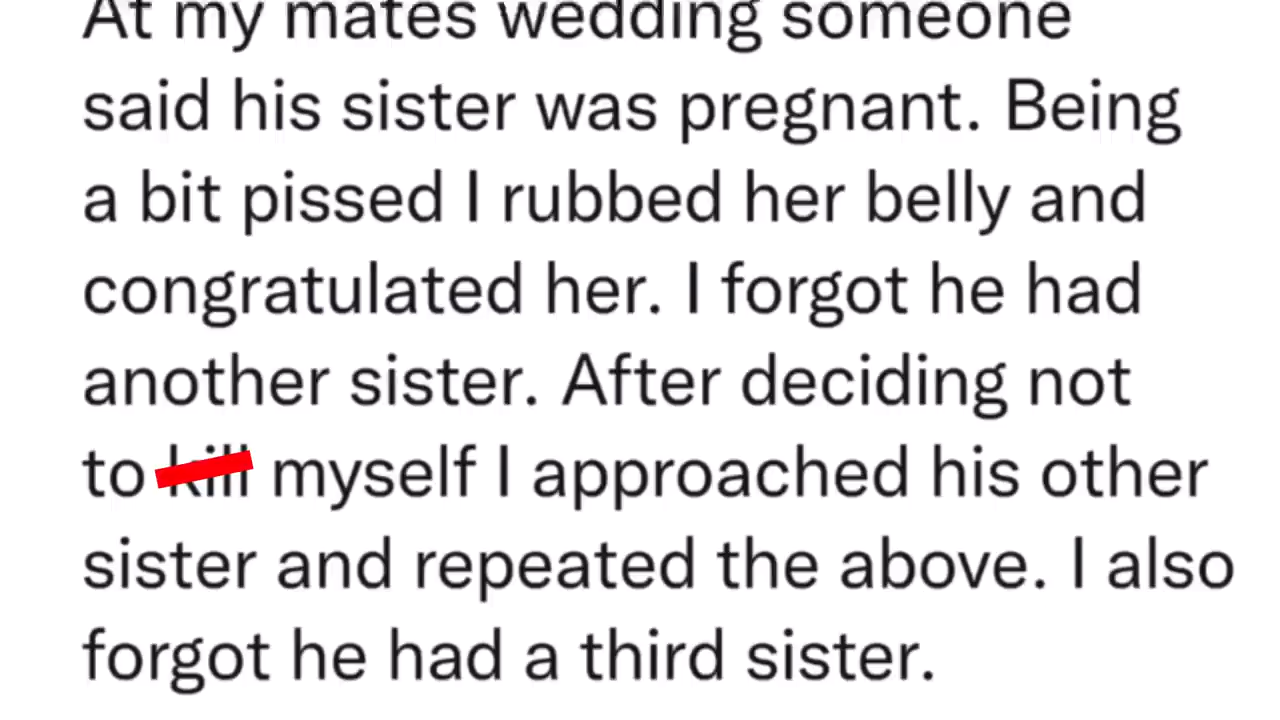 At my mates wedding someone
said his sister was pregnant. Being
a bit pissed I rubbed her belly and
congratulated her. I forgot he had
another sister. After deciding not
to kill myself I approached his other
sister and repeated the above. I also
forgot he had a third sister.